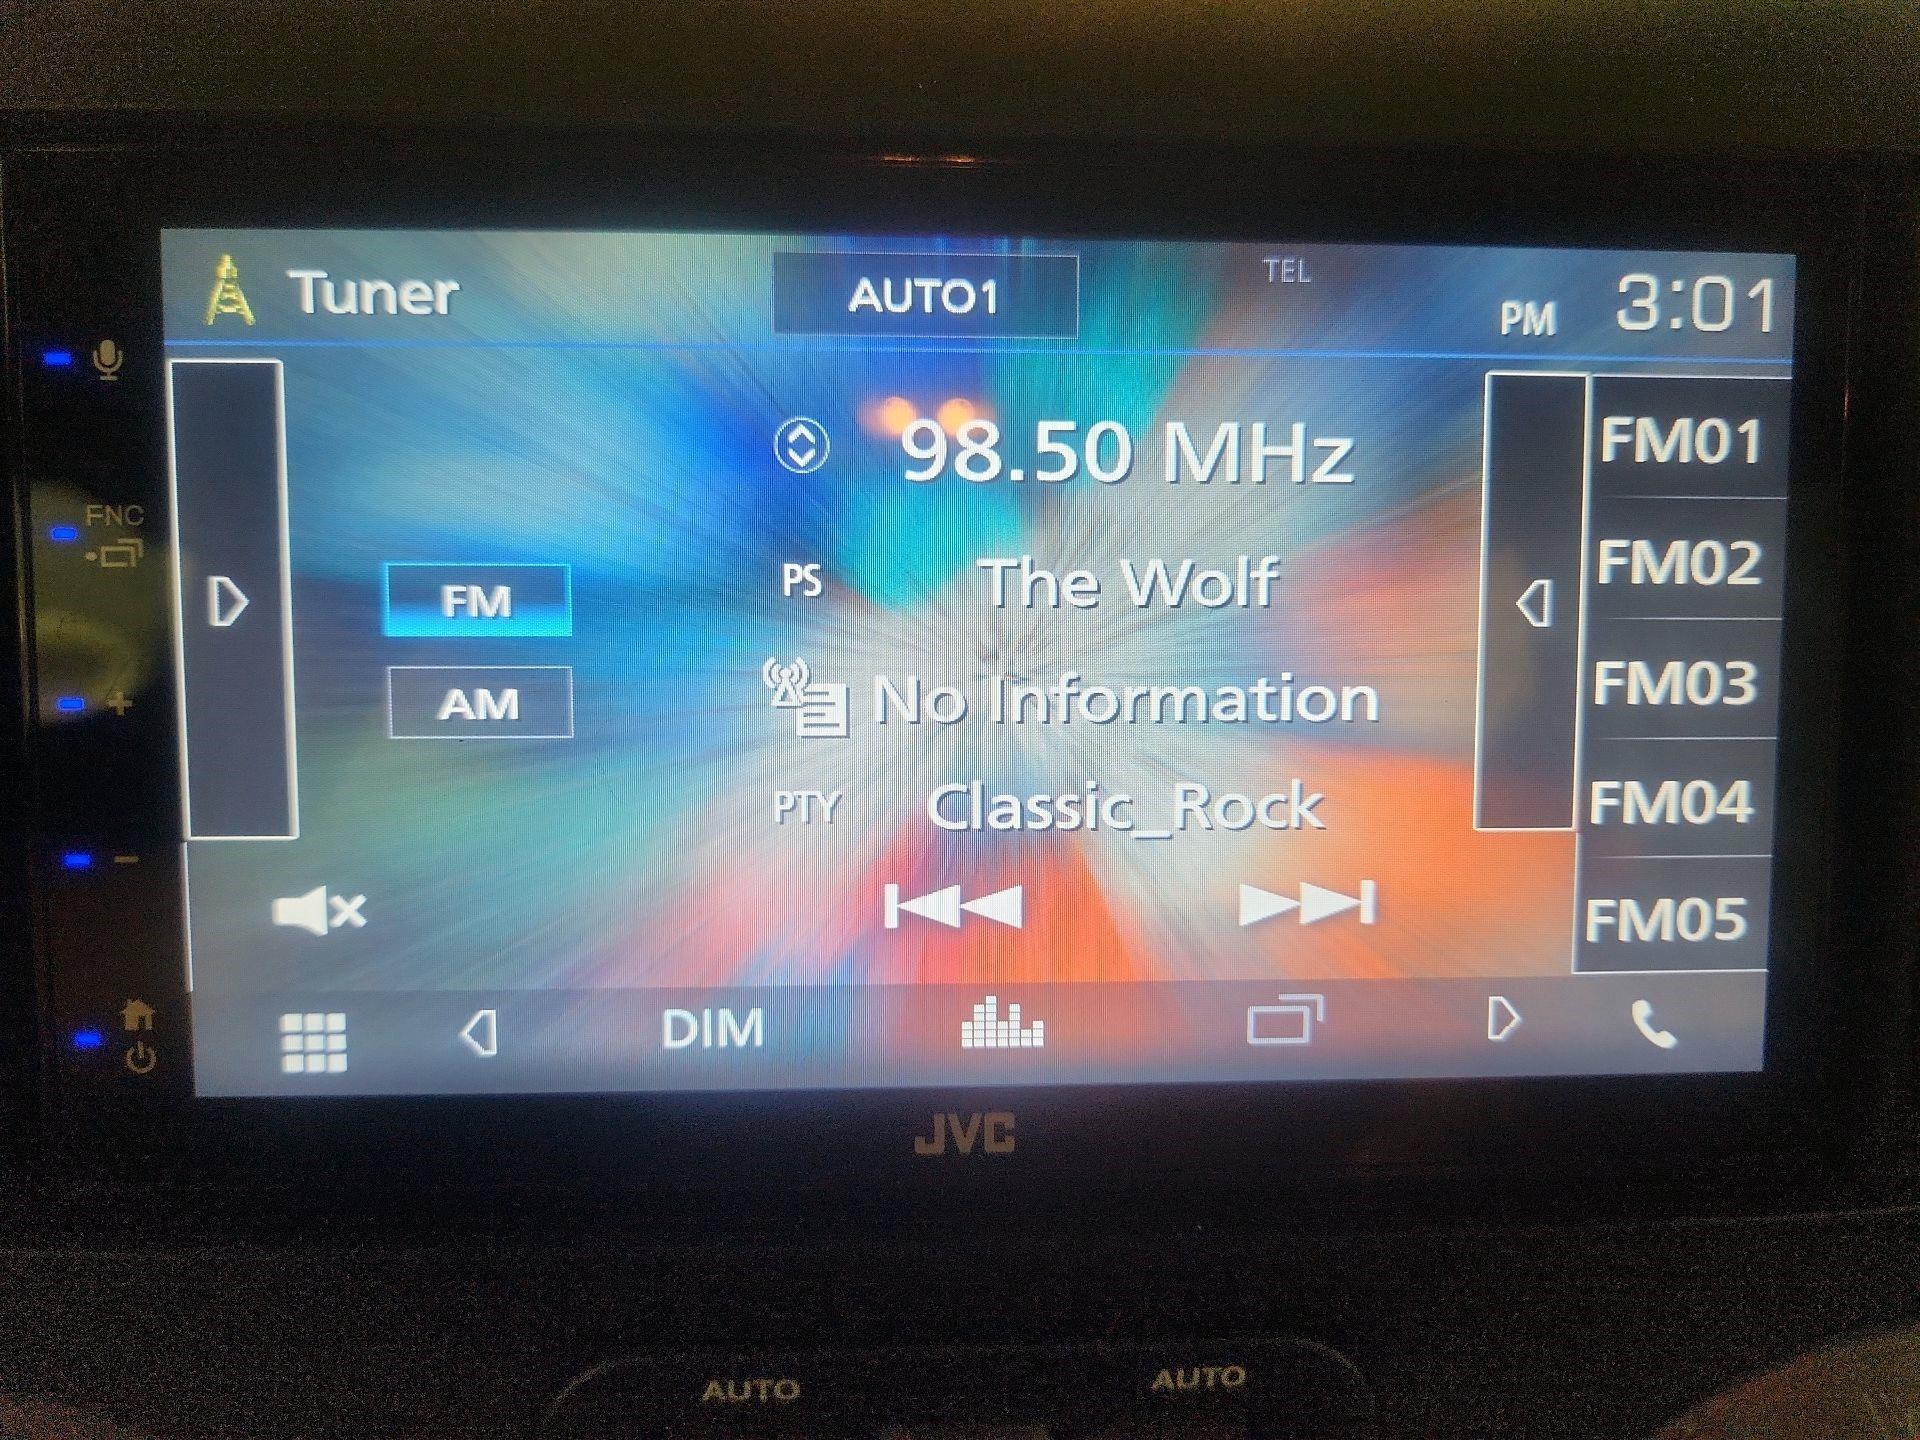 Tuner
AUTO1
TEL
PM 3:01
98.50 MHz
FM01
FNC
PS The Wolf
FM
FM02
AM
No Information
FM03
PTY Classic_Rock
FM04
FM05
DIM
JVC
AUTO
AUTO